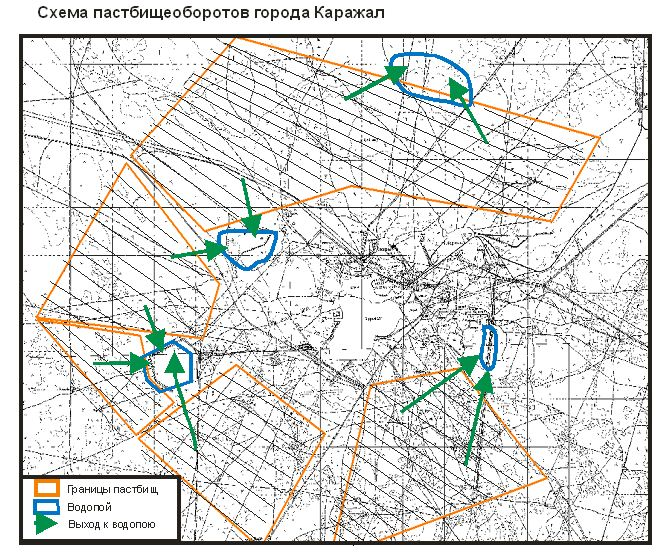 Схема пастбищеоборотов города Каражал
Границы пастбищ
Водопой
Выход к водопою